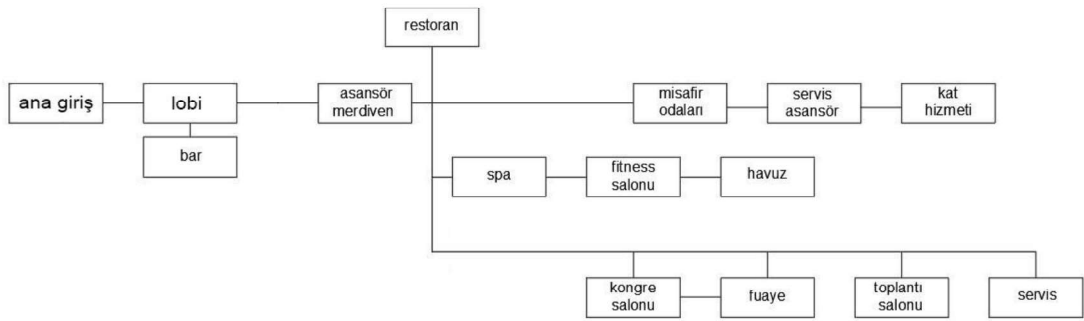 restoran
ana giriş
lobi
asansör
merdiven
misafir
odaları
servis
asansör
kat
hizmeti
bar
spa
fitness
salonu
havuz
kongre
salonu
fuaye
toplantı
salonu
servis